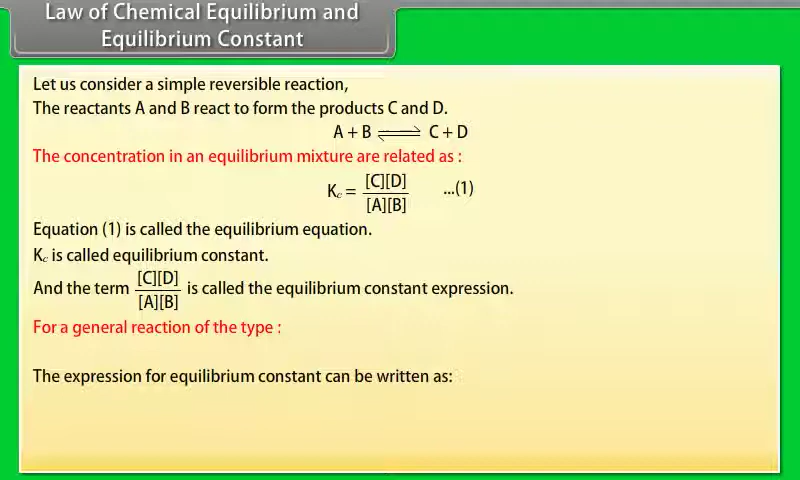 Law of Chemical Equilibrium and
Equilibrium Constant
Let us consider a simple reversible reaction,
The reactants A and B react to form the products C and D.
A + B ⇌ C + D
The concentration in an equilibrium mixture are related as :
K𝑐 = [C][D] / [A][B] ...(1)
Equation (1) is called the equilibrium equation.
K𝑐 is called equilibrium constant.
And the term [C][D] / [A][B] is called the equilibrium constant expression.
For a general reaction of the type :
The expression for equilibrium constant can be written as: